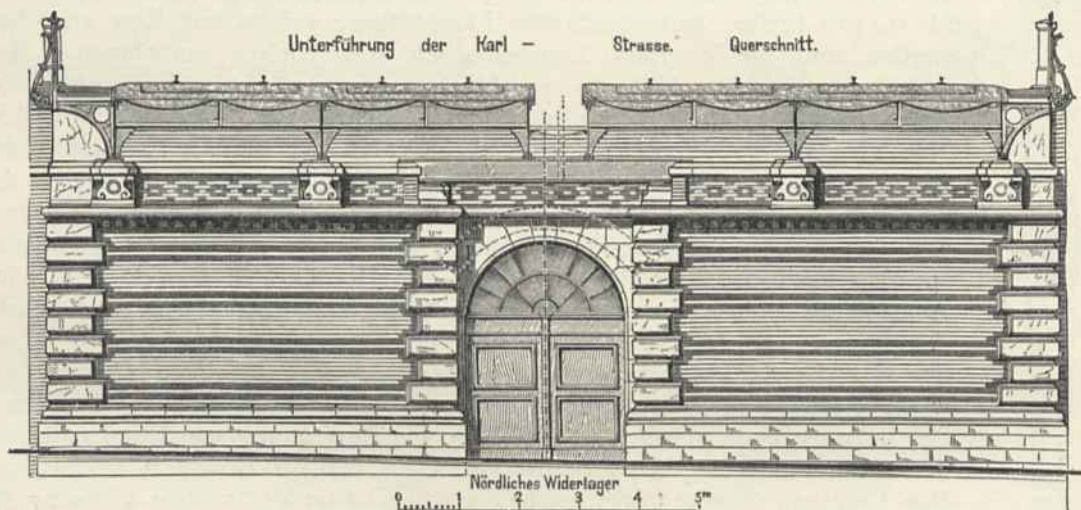 Unterführung der Karl – Strasse. Querschnitt.
Nördliches Widerlager
0 1 2 3 4 5m